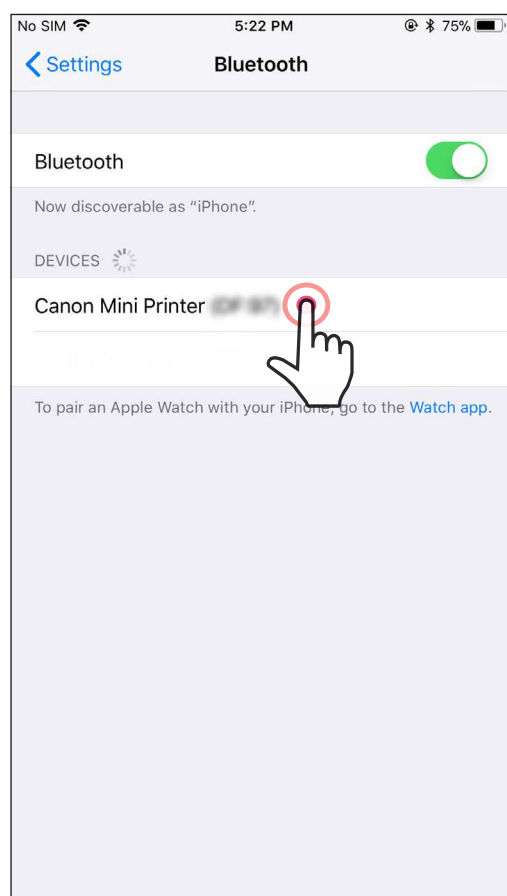 No SIM 5:22 PM 75%
Settings Bluetooth
Bluetooth
Now discoverable as “iPhone”.
DEVICES
Canon Mini Printer
To pair an Apple Watch with your iPhone, go to the Watch app.